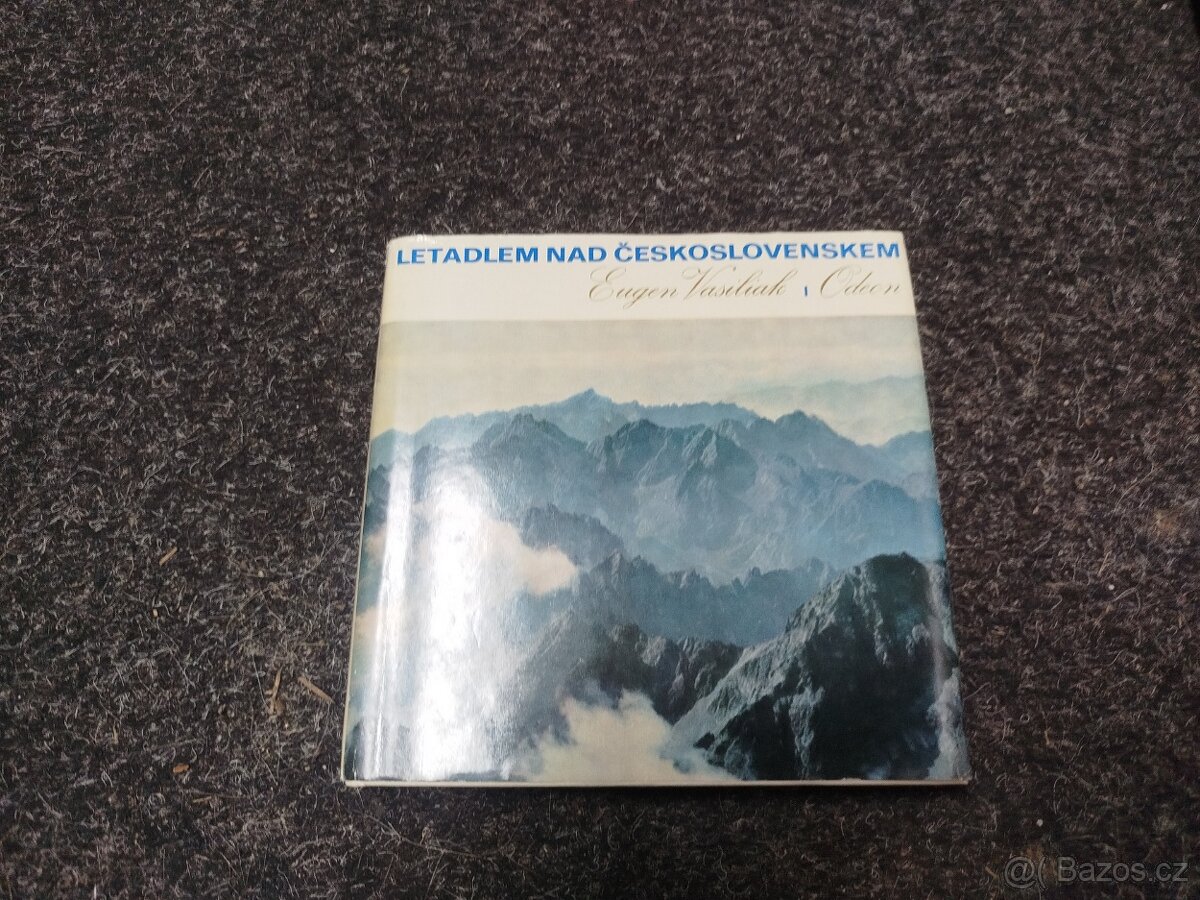 LETADLEM NAD ČESKOSLOVENSKEM
Eugen Vasiliak | Odeon
@( Bazos.cz